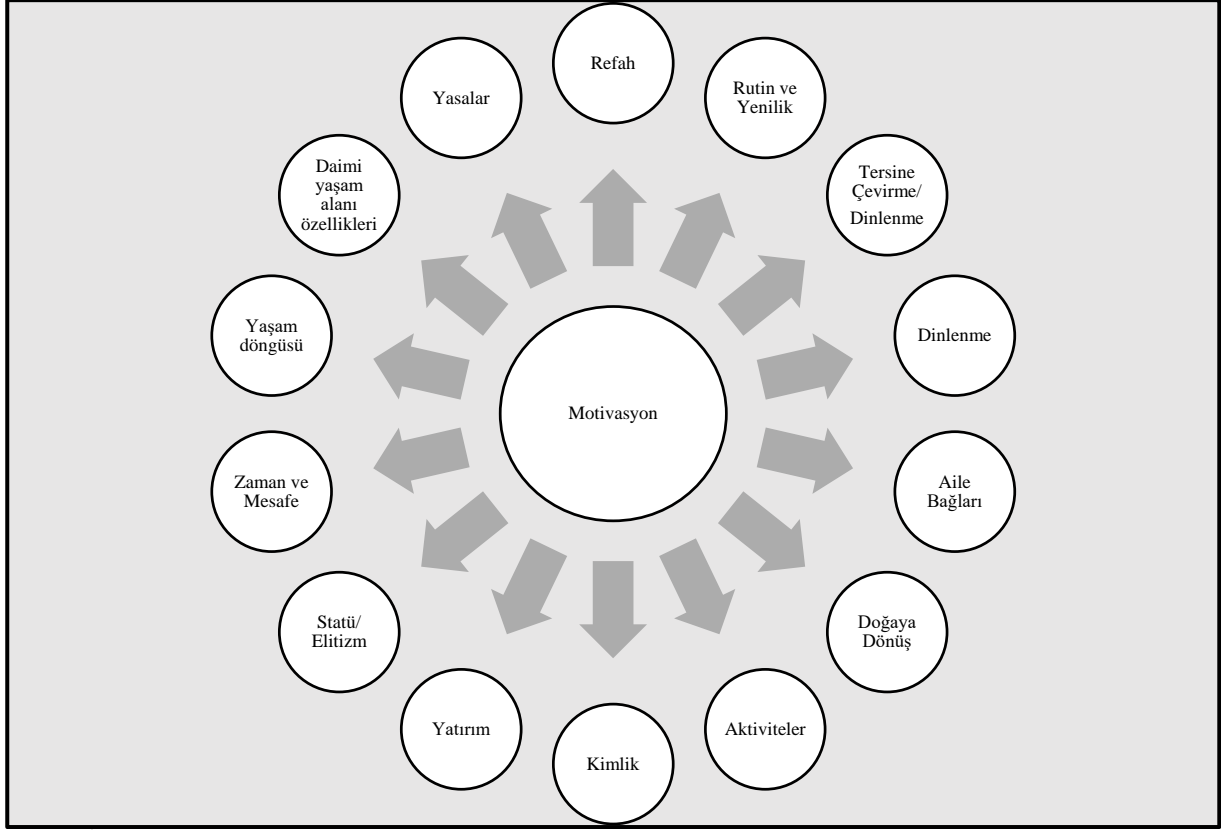 Refah
Rutin ve
Yenilik
Tersine
Çevirme/
Dinlenme
Dinlenme
Aile
Bağları
Doğaya
Dönüş
Aktiviteler
Kimlik
Yatırım
Statü/
Elitizm
Zaman ve
Mesafe
Yaşam
döngüsü
Daimi
yaşam
alanı
özellikleri
Yasalar
Motivasyon